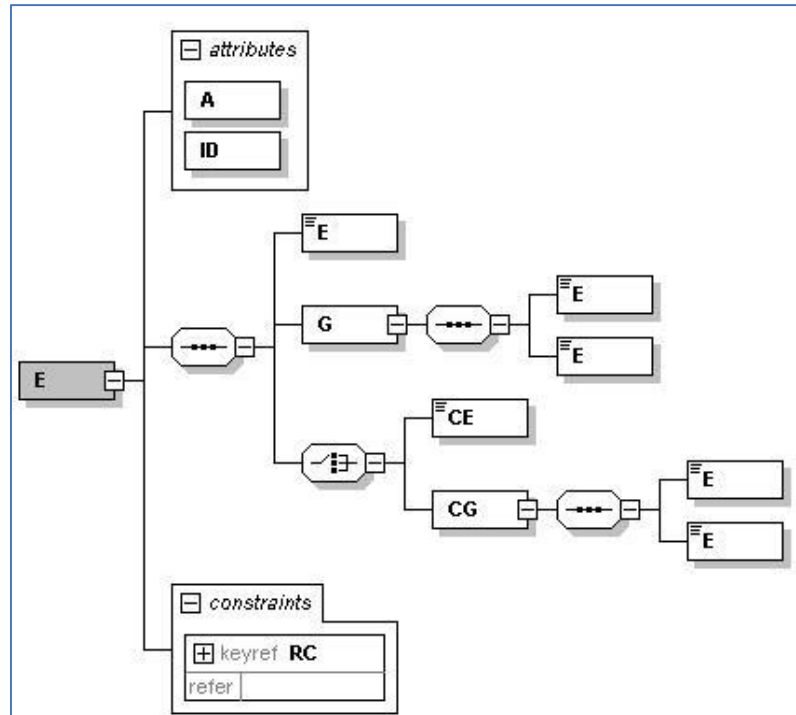 attributes
A
ID
E
G
E
E
E
CE
CG
E
E
constraints
keyref RC
refer